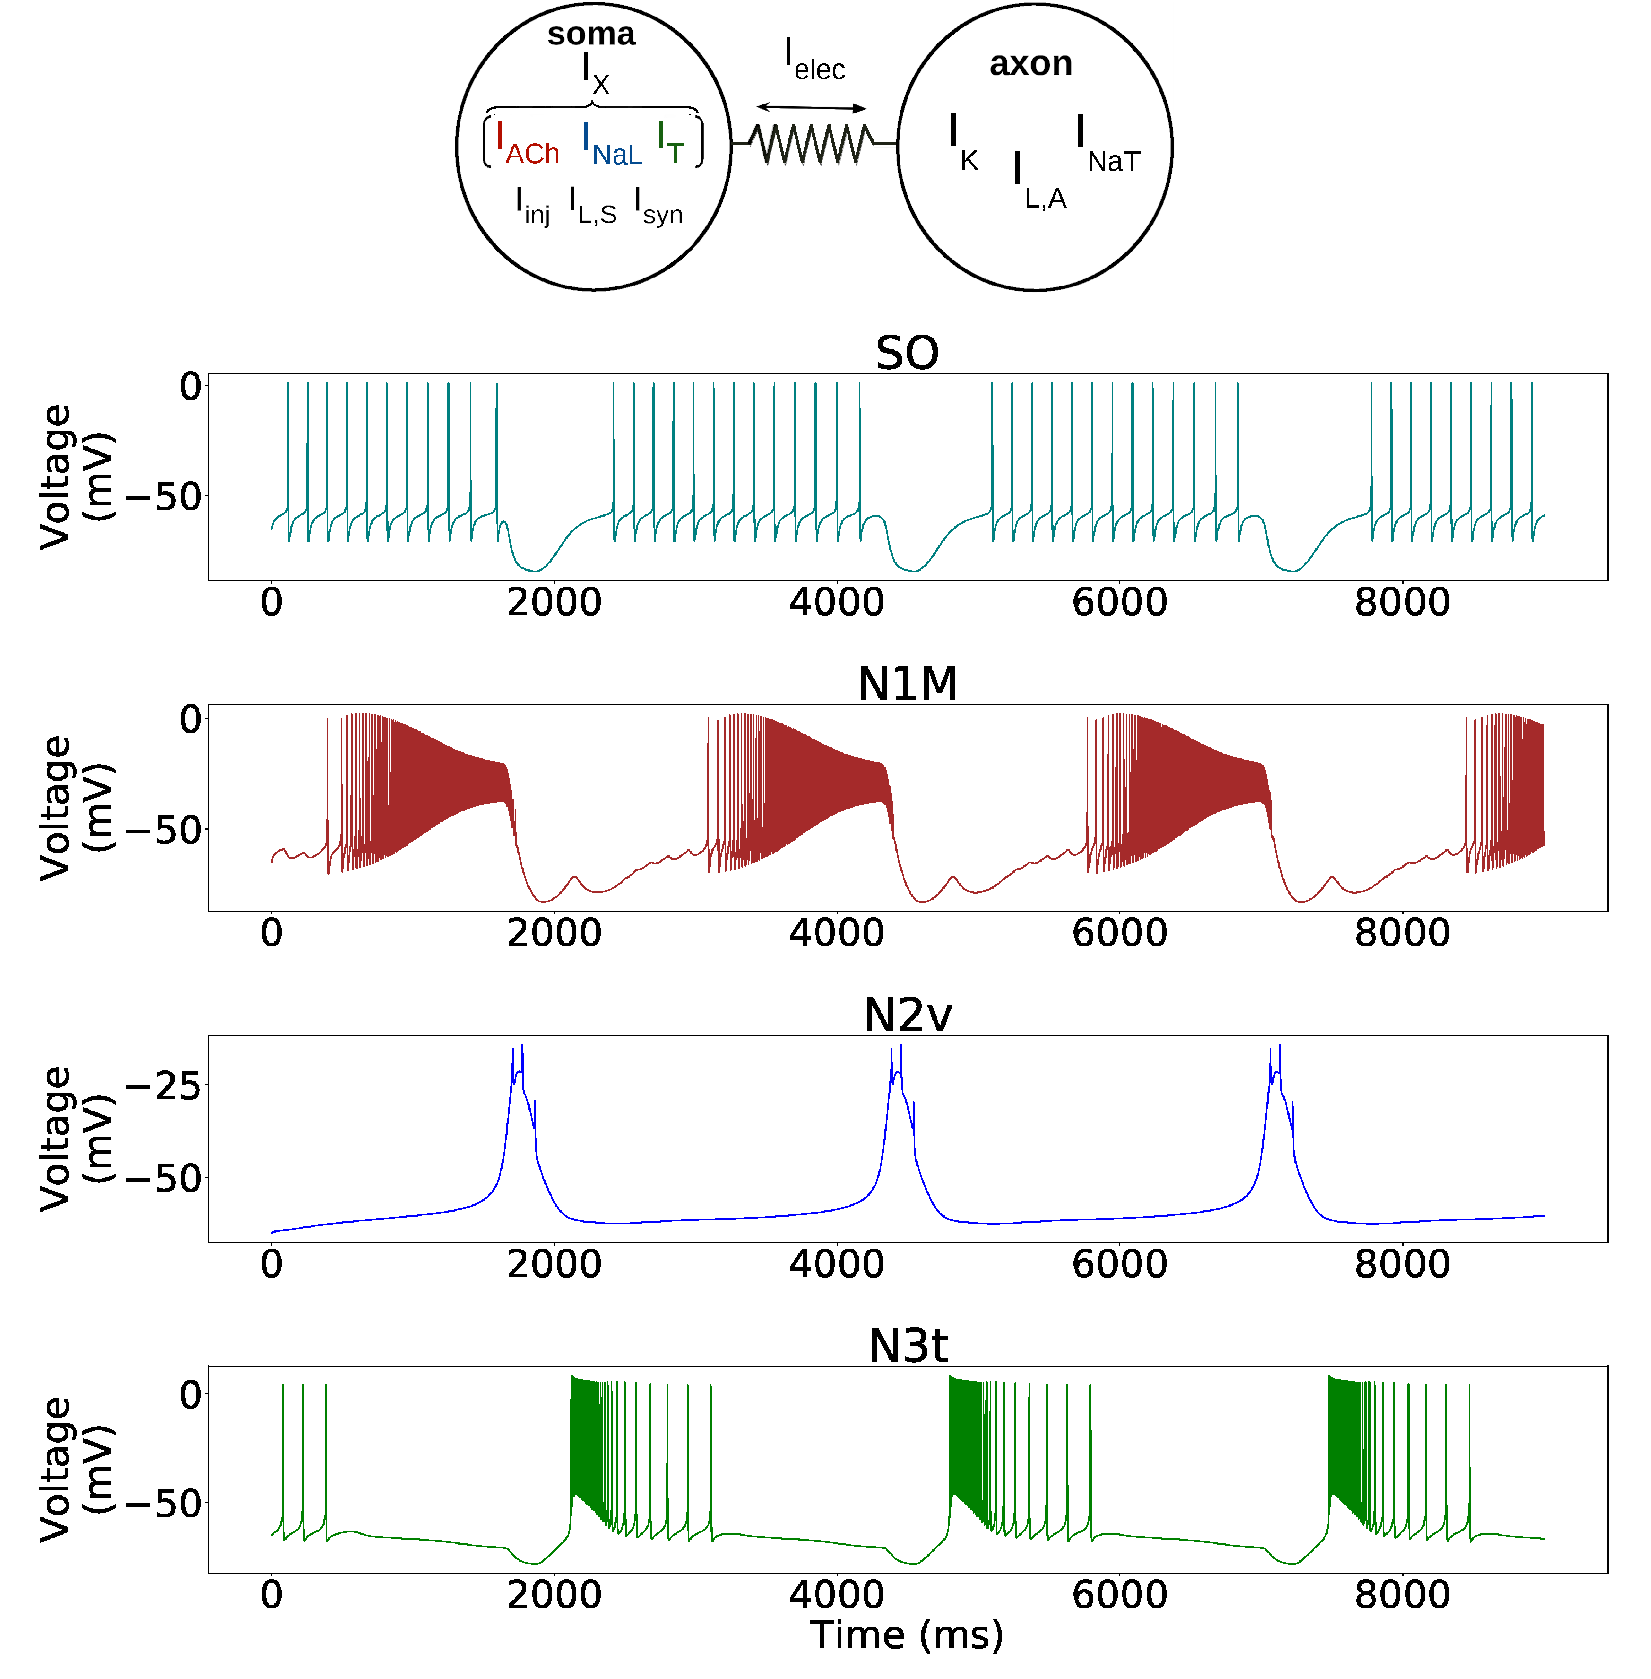 soma
I_X
I_ACh I_NaL I_T
I_inj I_L,S I_syn
I_elec
axon
I_K I_L,A I_NaT
SO
Voltage
(mV)
0
−50
0 2000 4000 6000 8000
N1M
Voltage
(mV)
0
−50
0 2000 4000 6000 8000
N2v
Voltage
(mV)
−25
−50
0 2000 4000 6000 8000
N3t
Voltage
(mV)
0
−50
0 2000 4000 6000 8000
Time (ms)